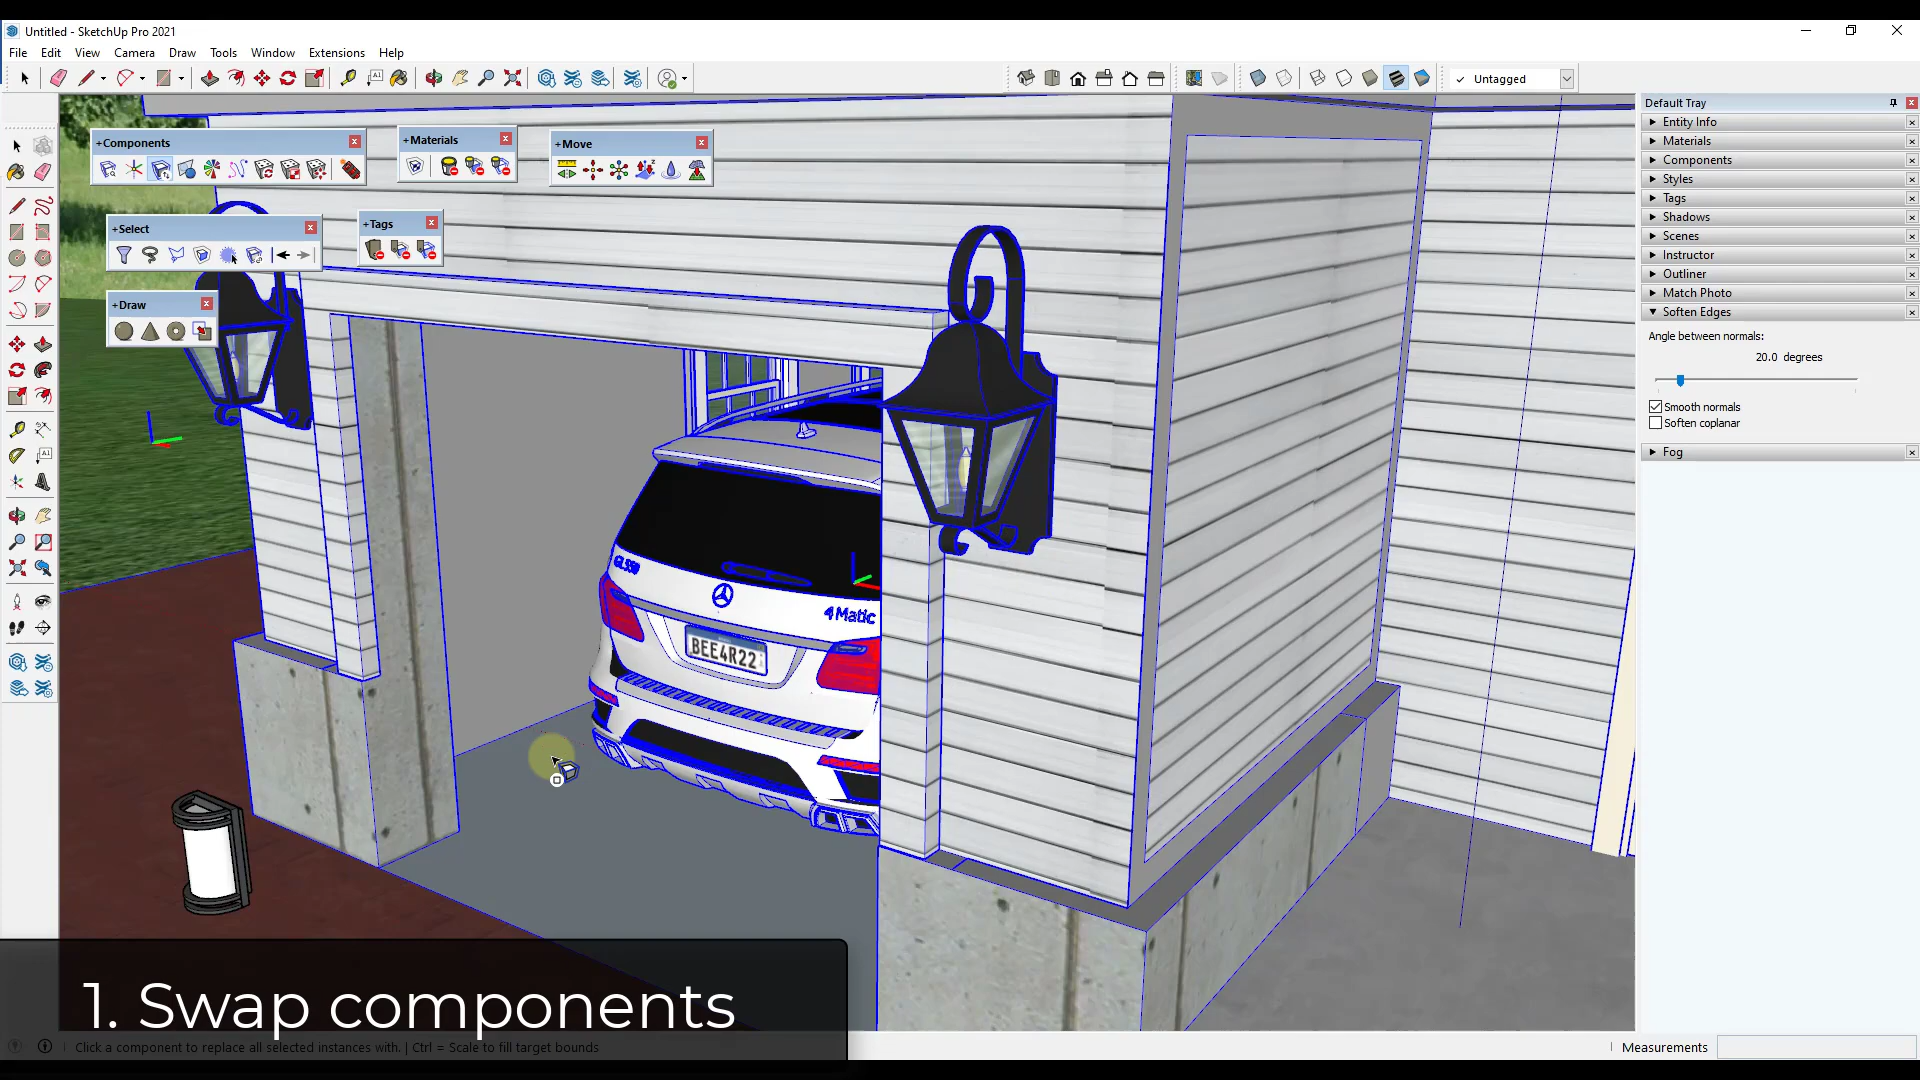 Untitled - SketchUp Pro 2021
File Edit View Camera Draw Tools Window Extensions Help
Untagged
+Components
+Materials
+Move
+Select
+Tags
+Draw
Default Tray
Entity Info
Materials
Components
Styles
Tags
Shadows
Scenes
Instructor
Outliner
Match Photo
Soften Edges
Angle between normals:
20.0 degrees
Smooth normals
Soften coplanar
Fog
GL550
4Matic
BEE4R22
1. Swap components
Click a component to replace all selected instances with. | Ctrl = Scale to fill target bounds
Measurements